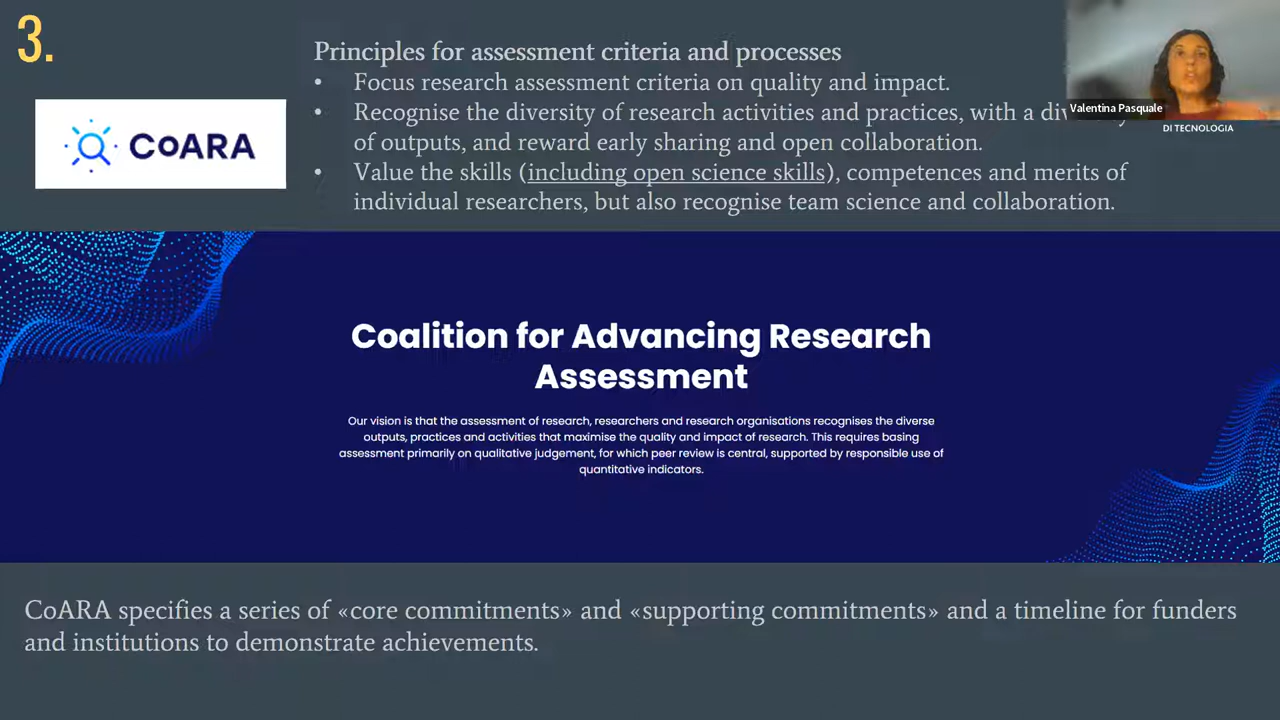 3.
CoARA
Principles for assessment criteria and processes
• Focus research assessment criteria on quality and impact.
• Recognise the diversity of research activities and practices, with a
of outputs, and reward early sharing and open collaboration.
• Value the skills (including open science skills), competences and merits of
individual researchers, but also recognise team science and collaboration.
Valentina Pasquale
DI TECNOLOGIA
Coalition for Advancing Research
Assessment
Our vision is that the assessment of research, researchers and research organisations recognises the diverse
outputs, practices and activities that maximise the quality and impact of research. This requires basing
assessment primarily on qualitative judgement, for which peer review is central, supported by responsible use of
quantitative indicators.
CoARA specifies a series of «core commitments» and «supporting commitments» and a timeline for funders
and institutions to demonstrate achievements.